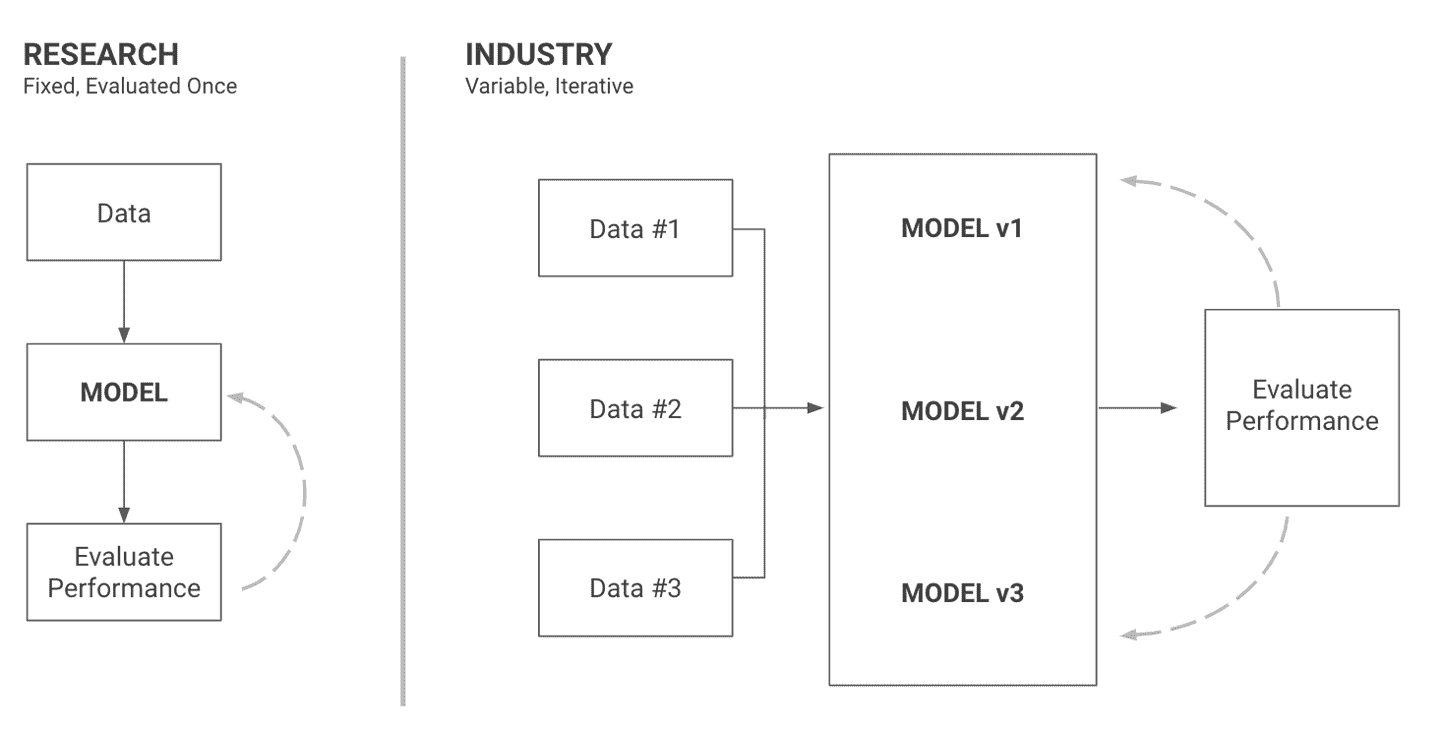 RESEARCH
Fixed, Evaluated Once
Data
MODEL
Evaluate
Performance
INDUSTRY
Variable, Iterative
Data #1
Data #2
Data #3
MODEL v1
MODEL v2
MODEL v3
Evaluate
Performance